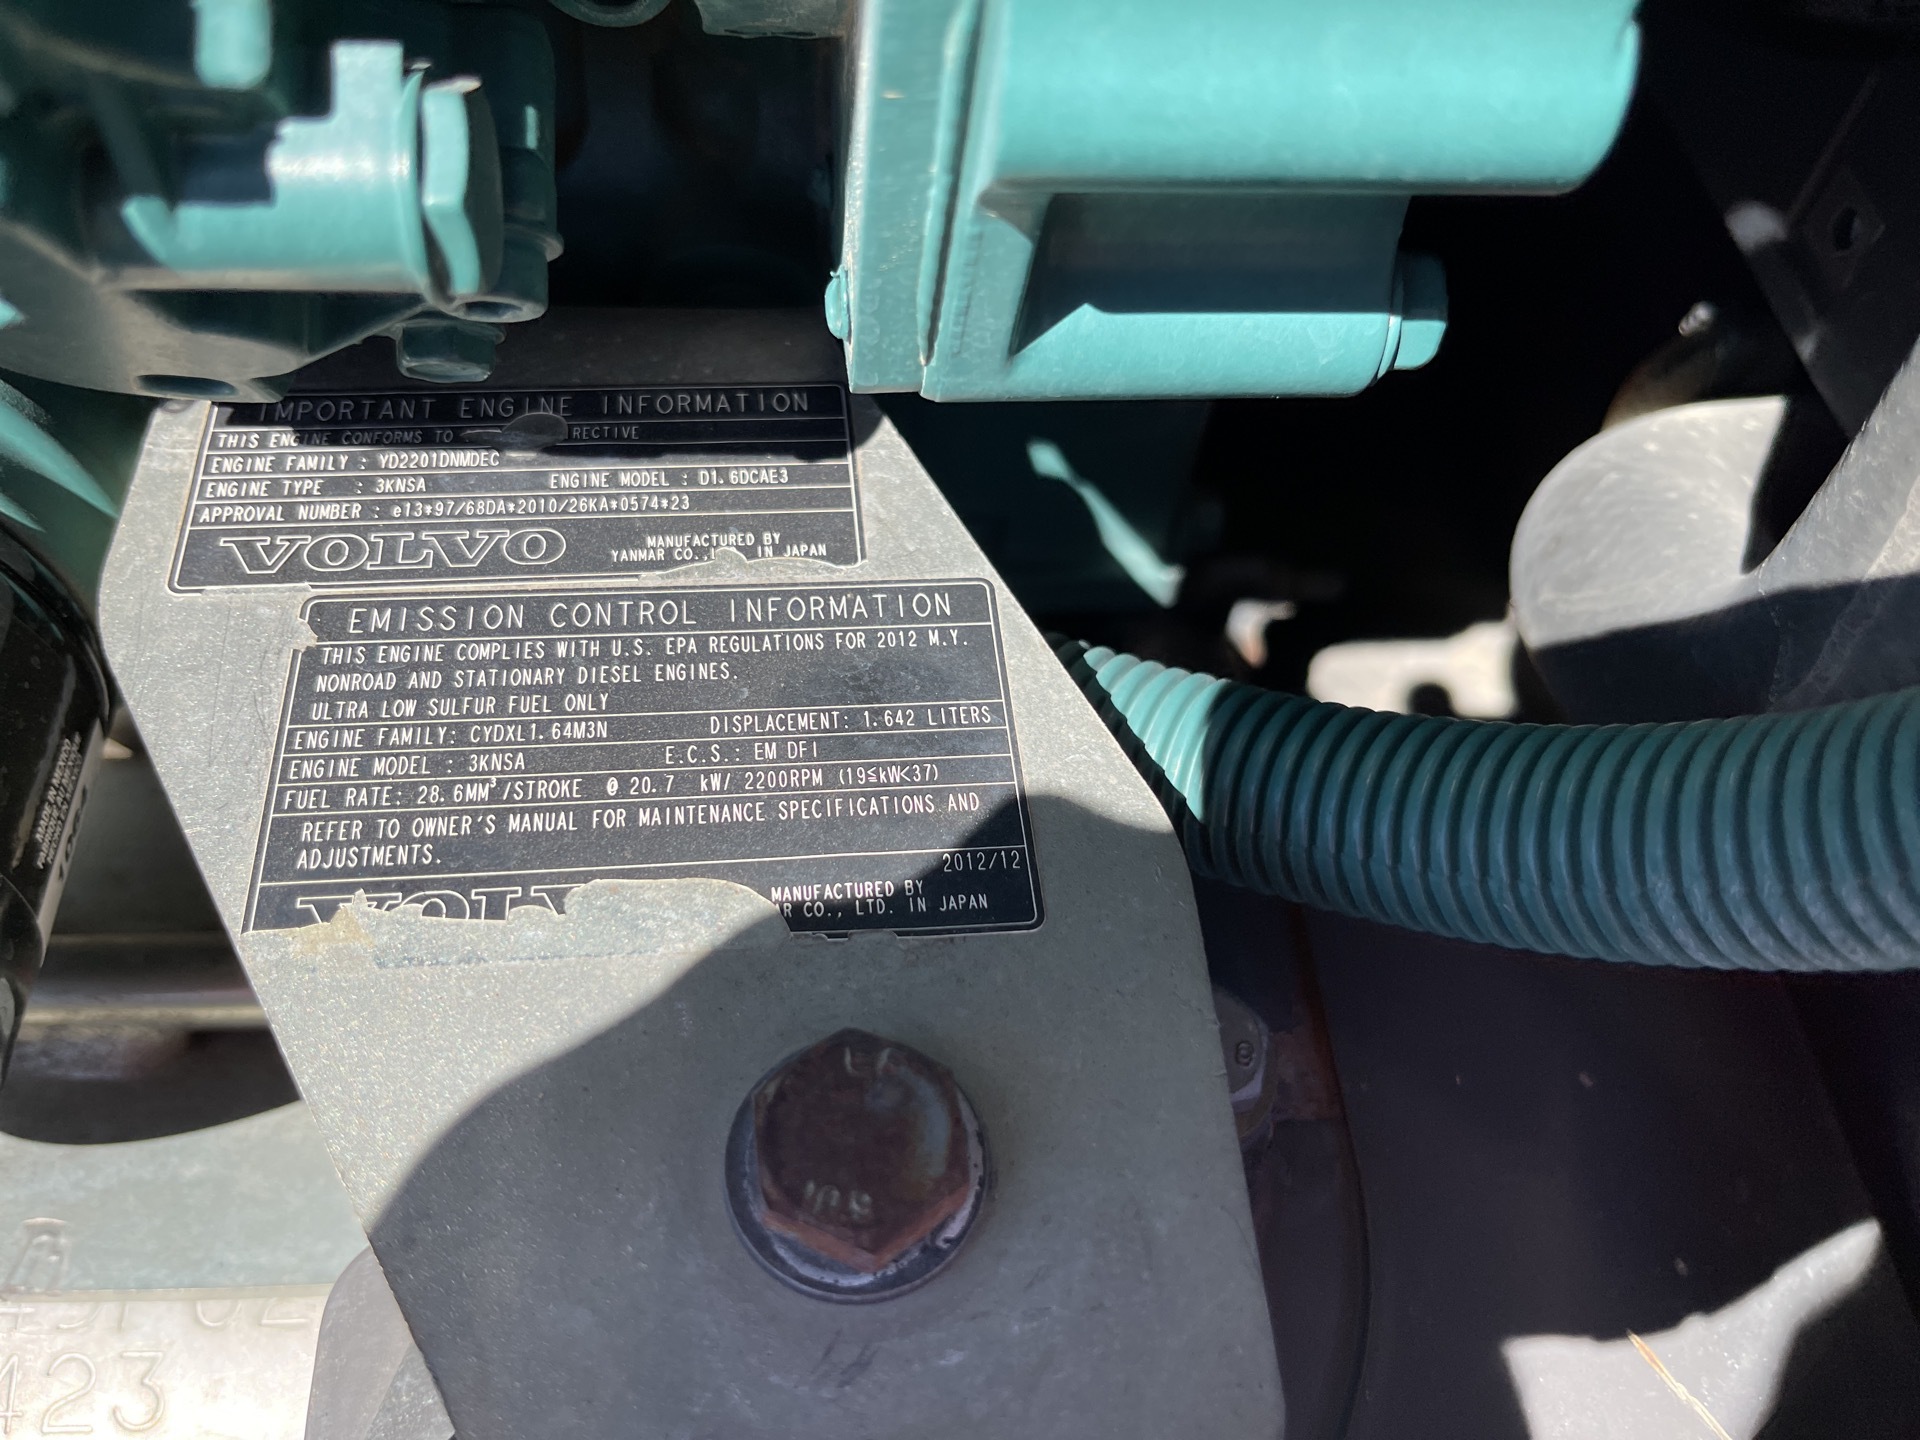 IMPORTANT ENGINE INFORMATION
THIS ENGINE CONFORMS TO RECTIVE
ENGINE FAMILY : YD2201DNMDEC
ENGINE TYPE : 3KNSA ENGINE MODEL : D1.6DCAE3
APPROVAL NUMBER : e13*97/68DA*2010/26KA*0574*23
VOLVO MANUFACTURED BY
YANMAR CO., IN JAPAN
EMISSION CONTROL INFORMATION
THIS ENGINE COMPLIES WITH U.S. EPA REGULATIONS FOR 2012 M.Y.
NONROAD AND STATIONARY DIESEL ENGINES.
ULTRA LOW SULFUR FUEL ONLY
ENGINE FAMILY: CYDXL1.64M3N DISPLACEMENT: 1.642 LITERS
ENGINE MODEL : 3KNSA E.C.S.: EM DFI
FUEL RATE: 28.6MM³/STROKE @ 20.7 kW/ 2200RPM (19≦kW<37)
REFER TO OWNER'S MANUAL FOR MAINTENANCE SPECIFICATIONS AND
ADJUSTMENTS.
2012/12
VOLV MANUFACTURED BY
R CO., LTD. IN JAPAN
423